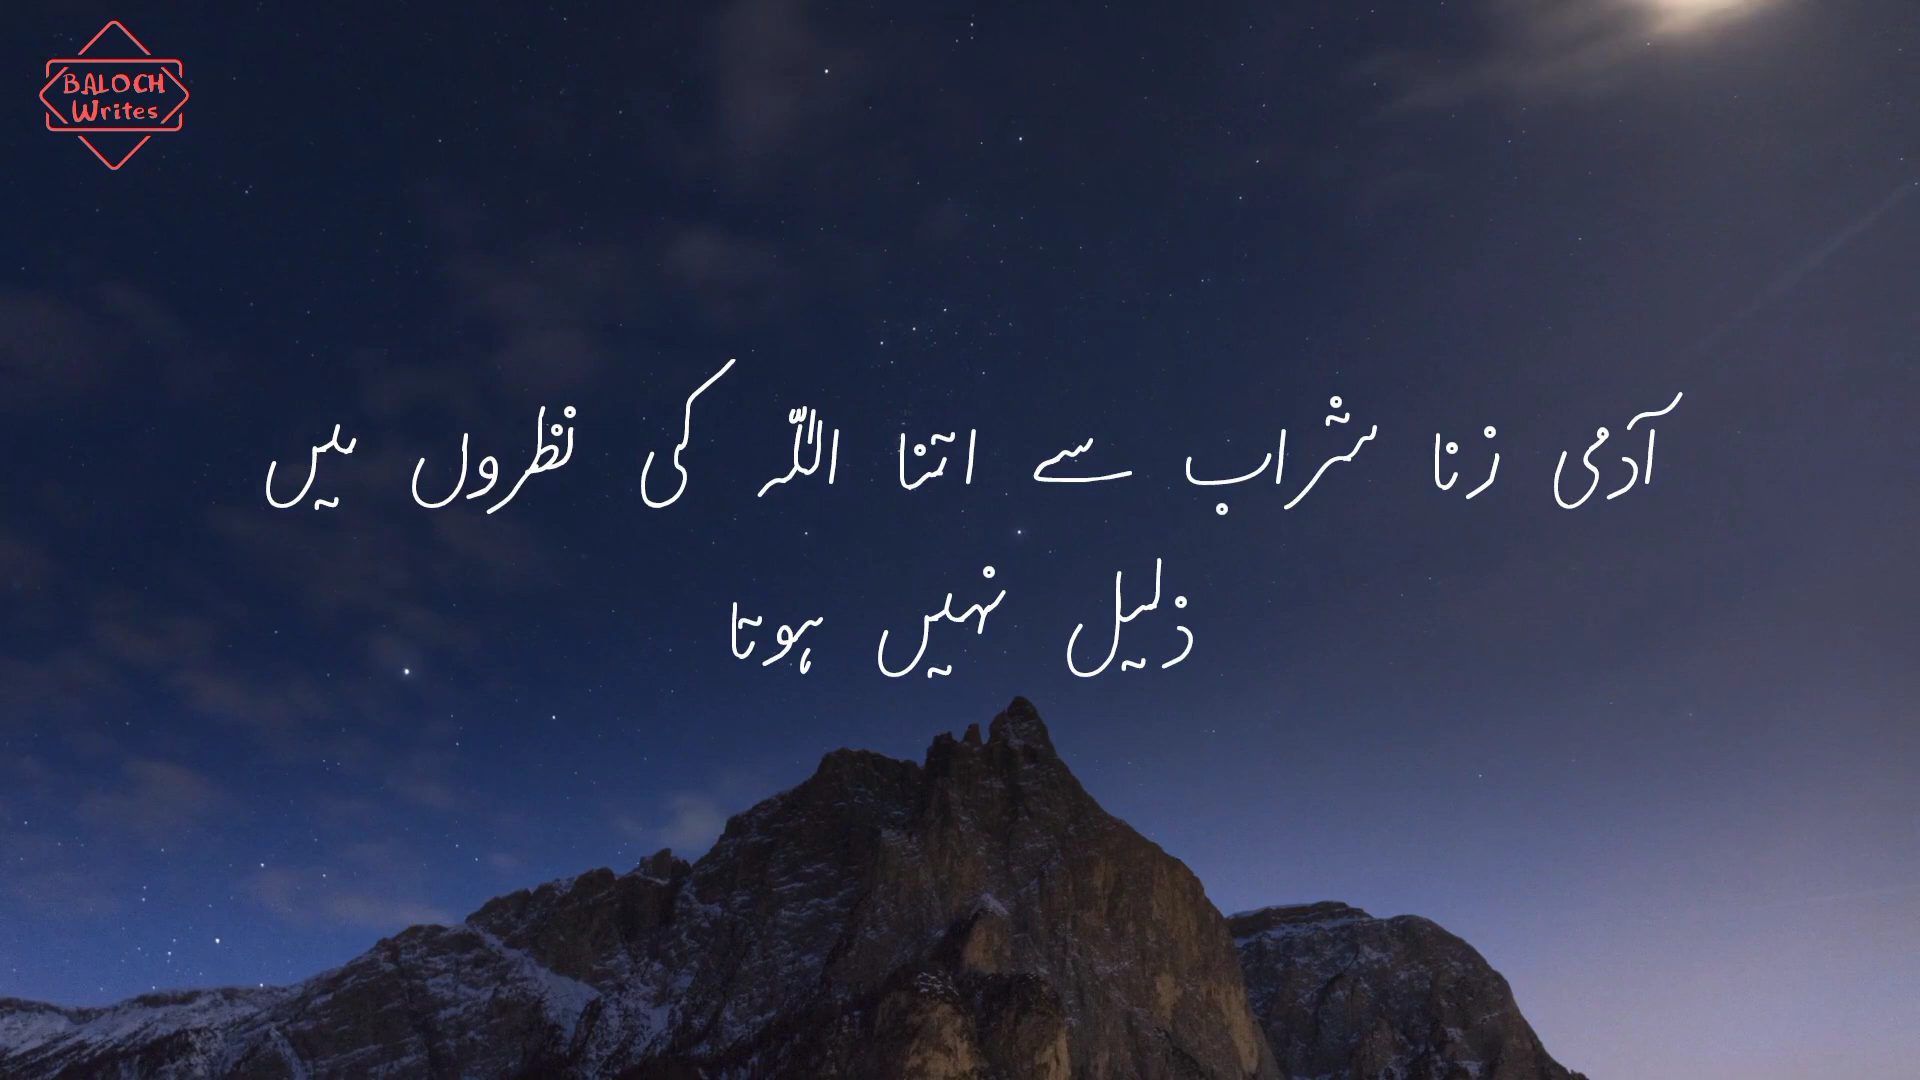 BALOCH
Writes
آدمی زنا شراب سے اتنا اللّٰہ کی نظروں میں
ذلیل نہیں ہوتا